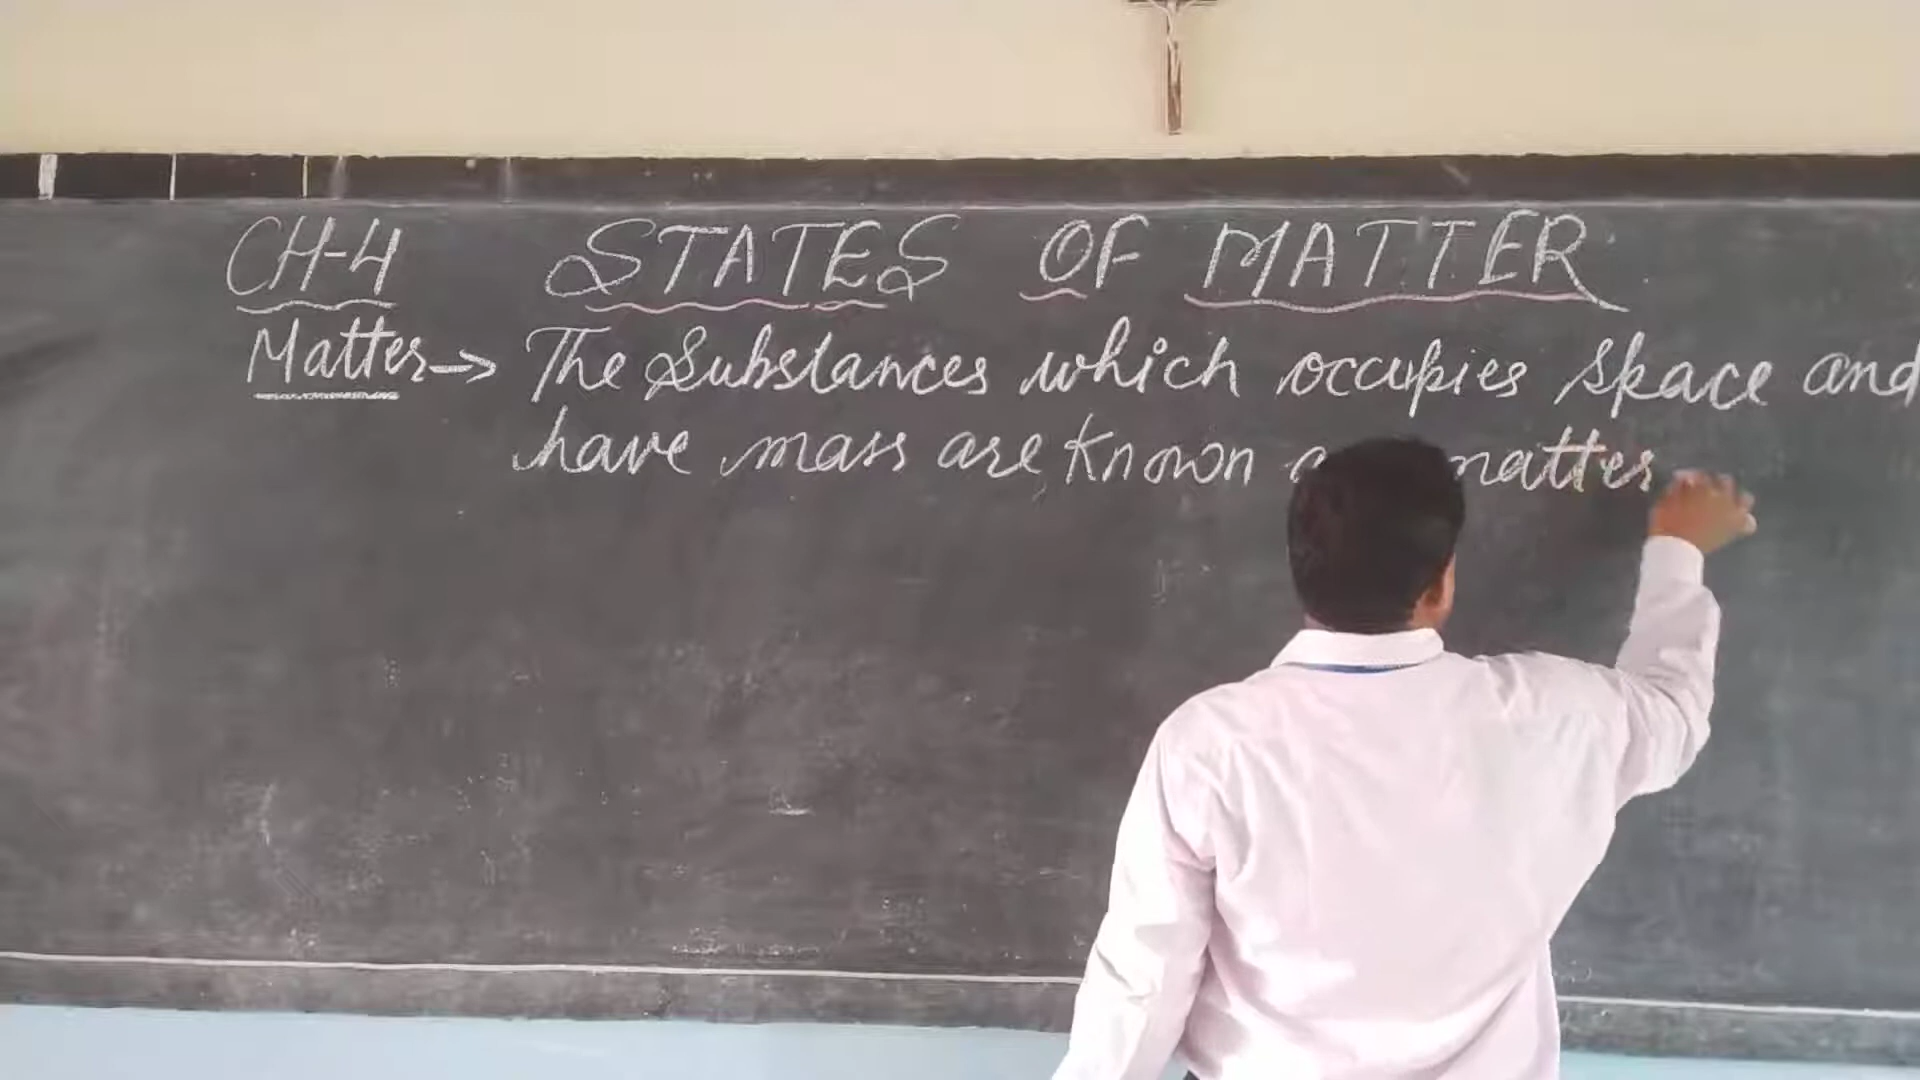 CH-4 STATES OF MATTER
Matter-> The Substances which occupies space and
have mass are known matter